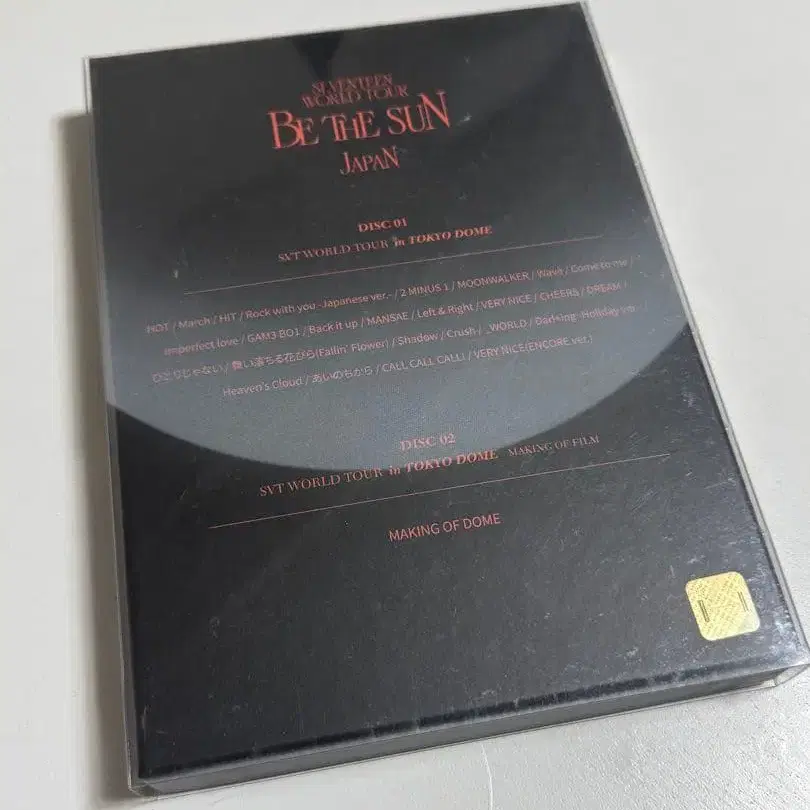 SEVENTEEN
WORLD TOUR
BE THE SUN
JAPAN
DISC 01
SVT WORLD TOUR in TOKYO DOME
HOT / March / HIT / Rock with you -Japanese ver.- / 2 MINUS 1 / MOONWALKER / Wave / Come to me /
Imperfect love / GAM3 BO1 / Back it up / MANSAE / Left & Right / VERY NICE / CHEERS / DREAM /
ひとりじゃない / 舞い落ちる花びら(Fallin' Flower) / Shadow / Crush / _WORLD / Darl+ing -Holiday ver.-
Heaven's Cloud / あいのちから / CALL CALL CALL! / VERY NICE(ENCORE ver.)
DISC 02
SVT WORLD TOUR in TOKYO DOME MAKING OF FILM
MAKING OF DOME